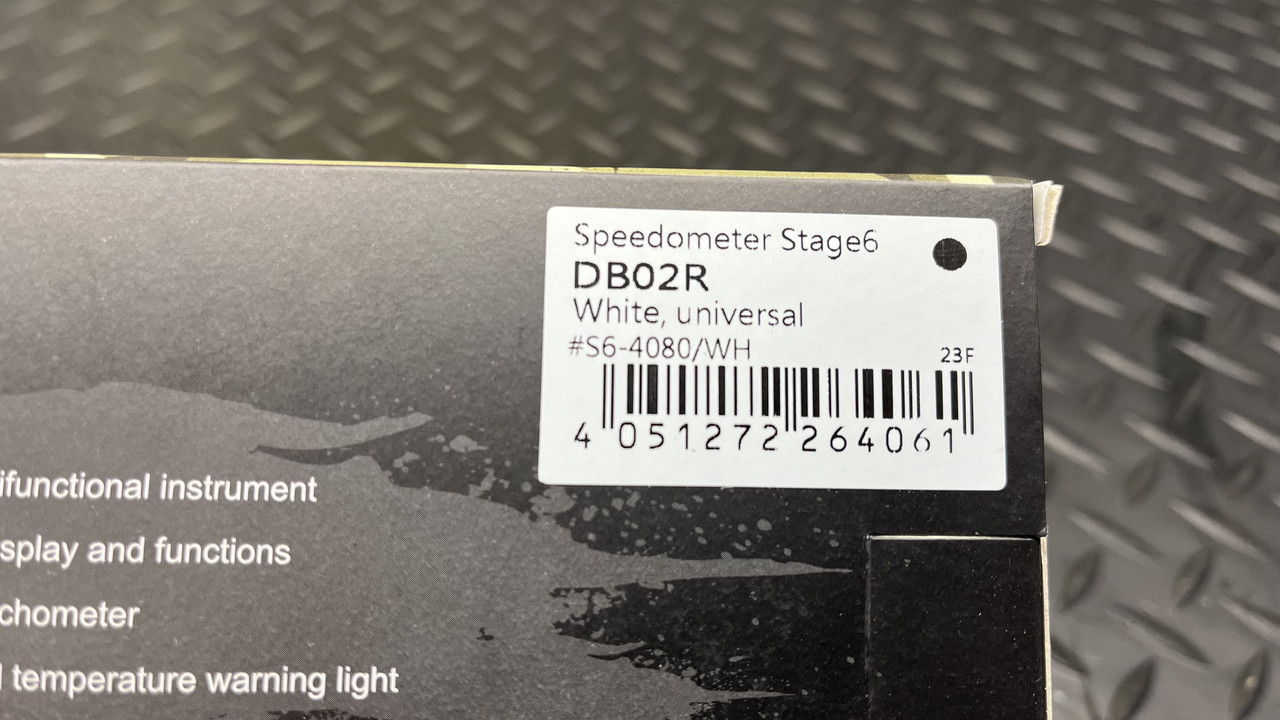 Speedometer Stage6
DB02R
White, universal
#S6-4080/WH
23F
4 051272 264061
ifunctional instrument
splay and functions
chometer
temperature warning light